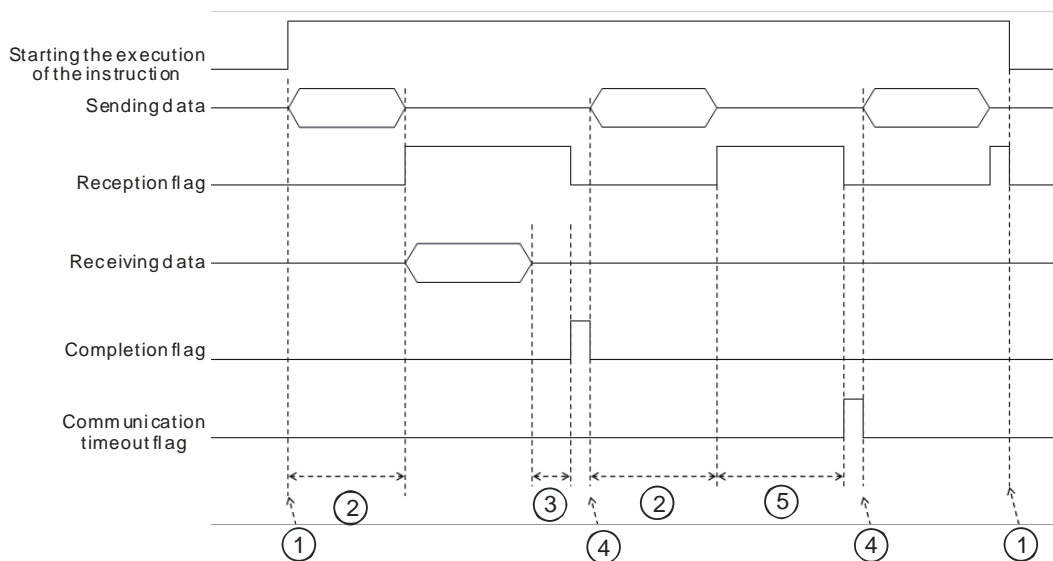 Starting the execution
of the instruction
Sending data
Reception flag
Receiving data
Completion flag
Communication
timeout flag
2 3 2 5
1 4 4 1